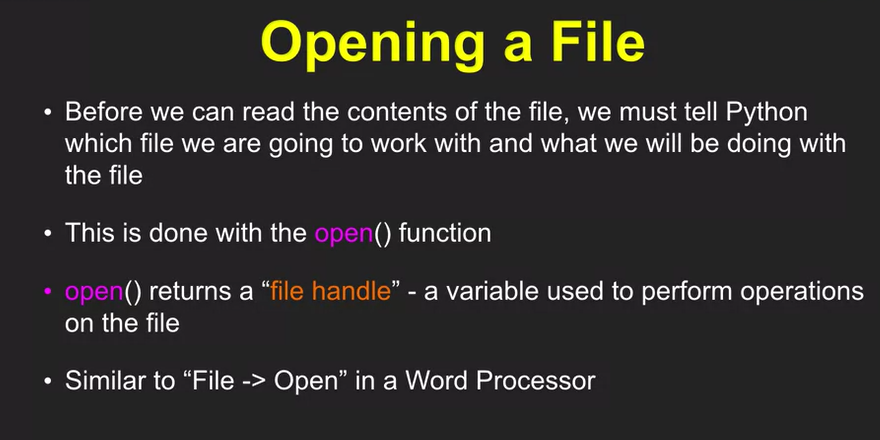 Opening a File
• Before we can read the contents of the file, we must tell Python
which file we are going to work with and what we will be doing with
the file
• This is done with the open() function
• open() returns a “file handle” - a variable used to perform operations
on the file
• Similar to “File -> Open” in a Word Processor